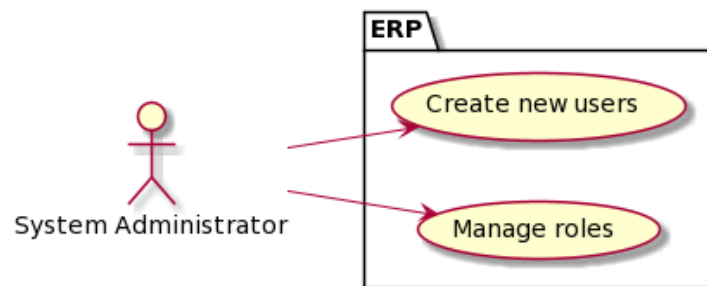 ERP
Create new users
System Administrator
Manage roles